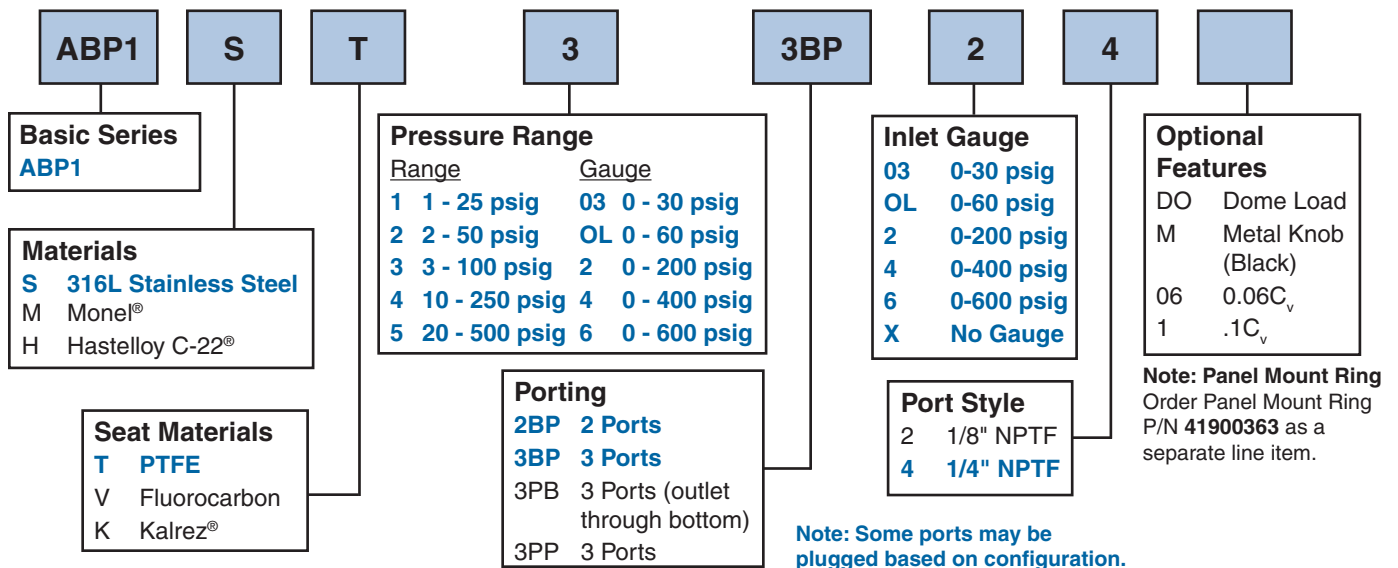 ABP1 S T 3 3BP 2 4
Basic Series
ABP1
Materials
S 316L Stainless Steel
M Monel®
H Hastelloy C-22®
Seat Materials
T PTFE
V Fluorocarbon
K Kalrez®
Pressure Range
Range Gauge
1 1 - 25 psig 03 0 - 30 psig
2 2 - 50 psig OL 0 - 60 psig
3 3 - 100 psig 2 0 - 200 psig
4 10 - 250 psig 4 0 - 400 psig
5 20 - 500 psig 6 0 - 600 psig
Porting
2BP 2 Ports
3BP 3 Ports
3PB 3 Ports (outlet
through bottom)
3PP 3 Ports
Inlet Gauge
03 0-30 psig
OL 0-60 psig
2 0-200 psig
4 0-400 psig
6 0-600 psig
X No Gauge
Port Style
2 1/8" NPTF
4 1/4" NPTF
Note: Some ports may be
plugged based on configuration.
Optional
Features
DO Dome Load
M Metal Knob
(Black)
06 0.06Cv
1 .1Cv
Note: Panel Mount Ring
Order Panel Mount Ring
P/N 41900363 as a
separate line item.